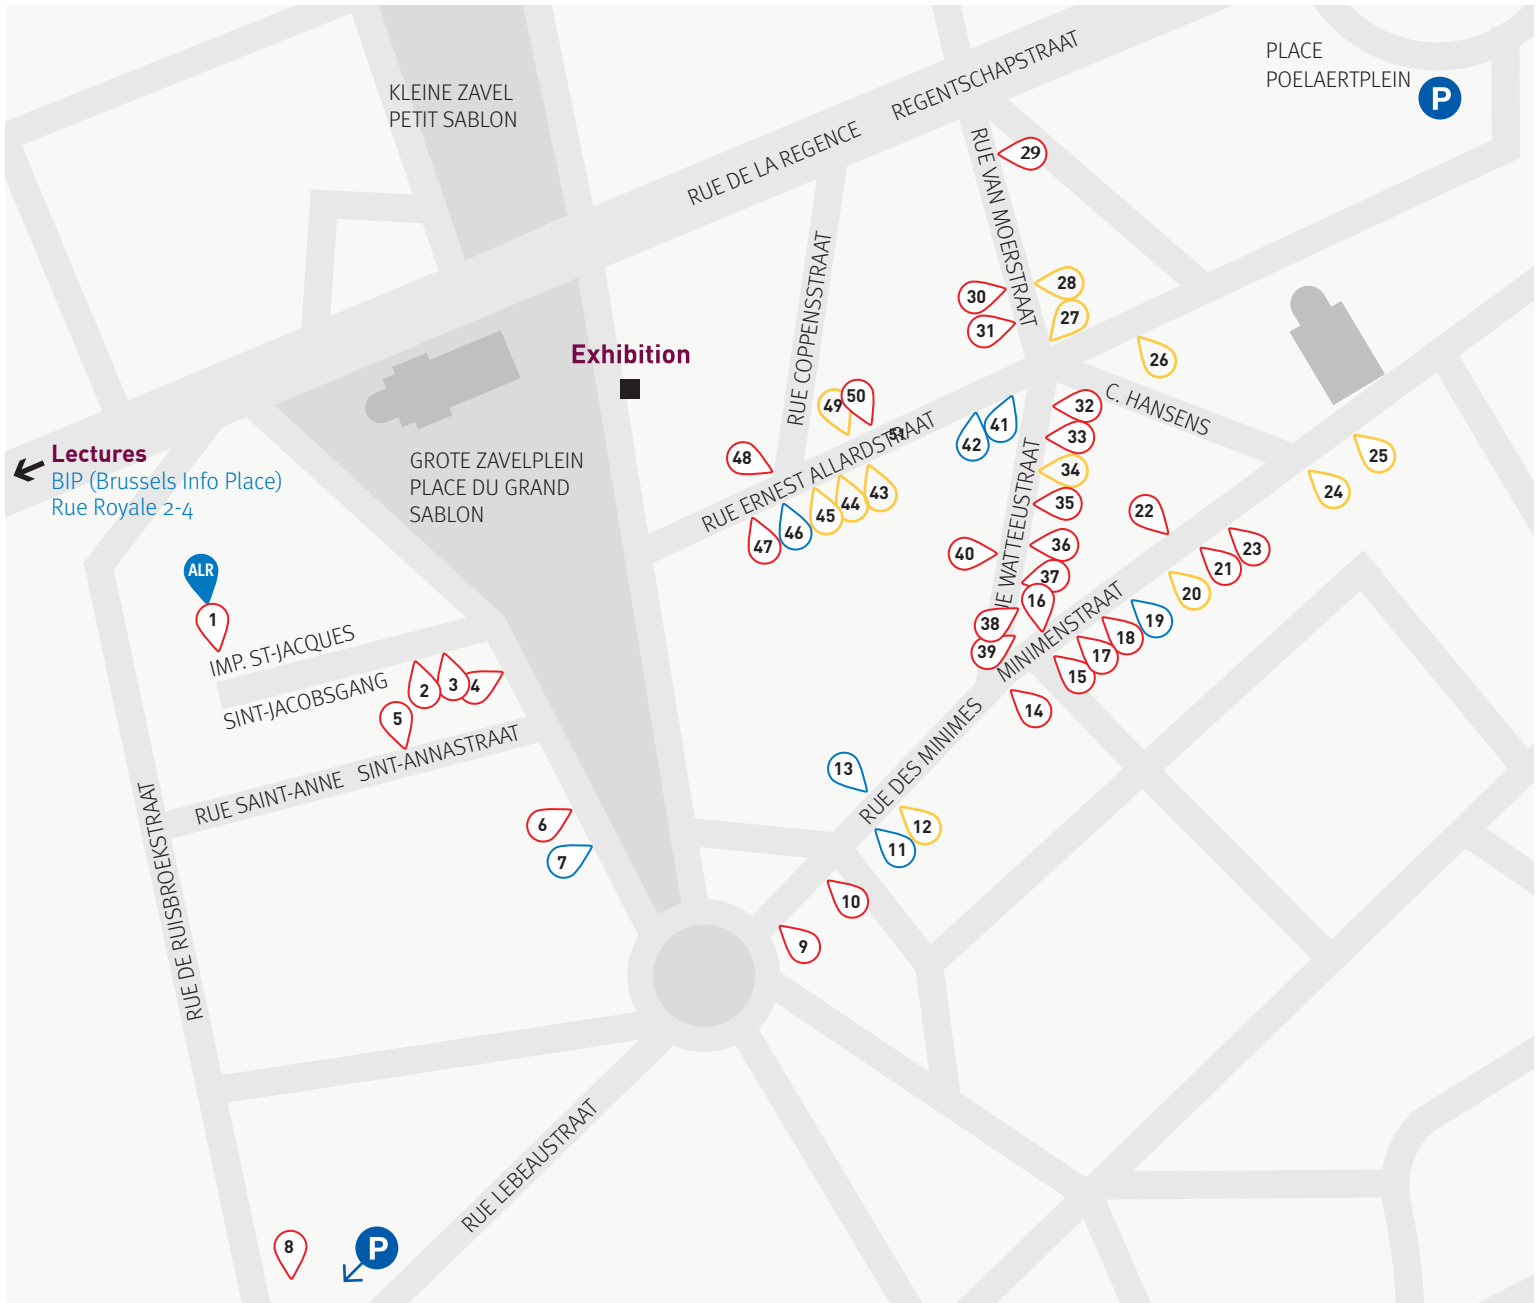 KLEINE ZAVEL
PETIT SABLON
RUE DE LA REGENCE
REGENTSCHAPSTRAAT
PLACE
POELAERTPLEIN
P
RUE VAN MOERSTRAAT
29
28
27
30
31
26
RUE COPPENSSTRAAT
Exhibition
C. HANSENS
49
50
51
32
33
34
35
36
37
41
42
48
RUE ERNEST ALLARDSTRAAT
43
44
45
46
47
25
24
Lectures
BIP (Brussels Info Place)
Rue Royale 2-4
GROTE ZAVELPLEIN
PLACE DU GRAND
SABLON
UE WATTEEUSTRAAT
40
22
23
21
20
19
18
17
15
16
38
39
14
MINIMENSTRAAT
RUE DES MINIMES
ALR
1
IMP. ST-JACQUES
SINT-JACOBSGANG
2
3
4
5
RUE SAINT-ANNE
SINT-ANNASTRAAT
RUE DE RUISBROEKSTRAAT
6
7
13
12
11
10
9
RUE LEBEAUSTRAAT
8
P